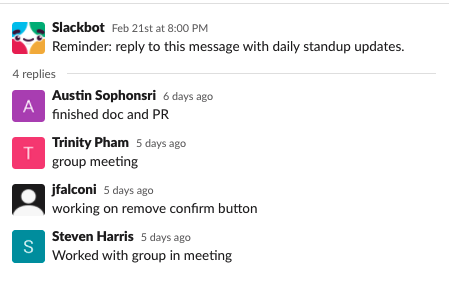 Slackbot Feb 21st at 8:00 PM
Reminder: reply to this message with daily standup updates.
4 replies
A
Austin Sophonsri 6 days ago
finished doc and PR
T
Trinity Pham 5 days ago
group meeting
jfalconi 5 days ago
working on remove confirm button
S
Steven Harris 5 days ago
Worked with group in meeting